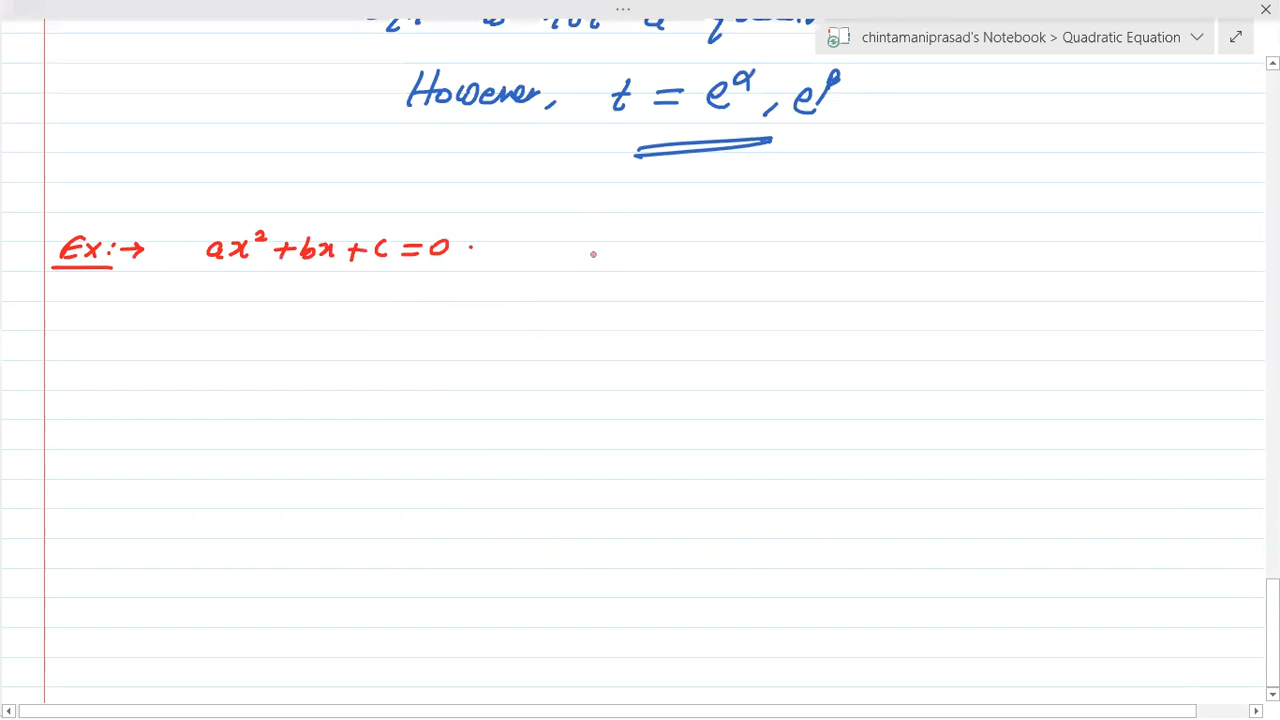 chintamaniprasad's Notebook > Quadratic Equation
However, t = e^α, e^β
Ex:→ ax² + bx + c = 0 .